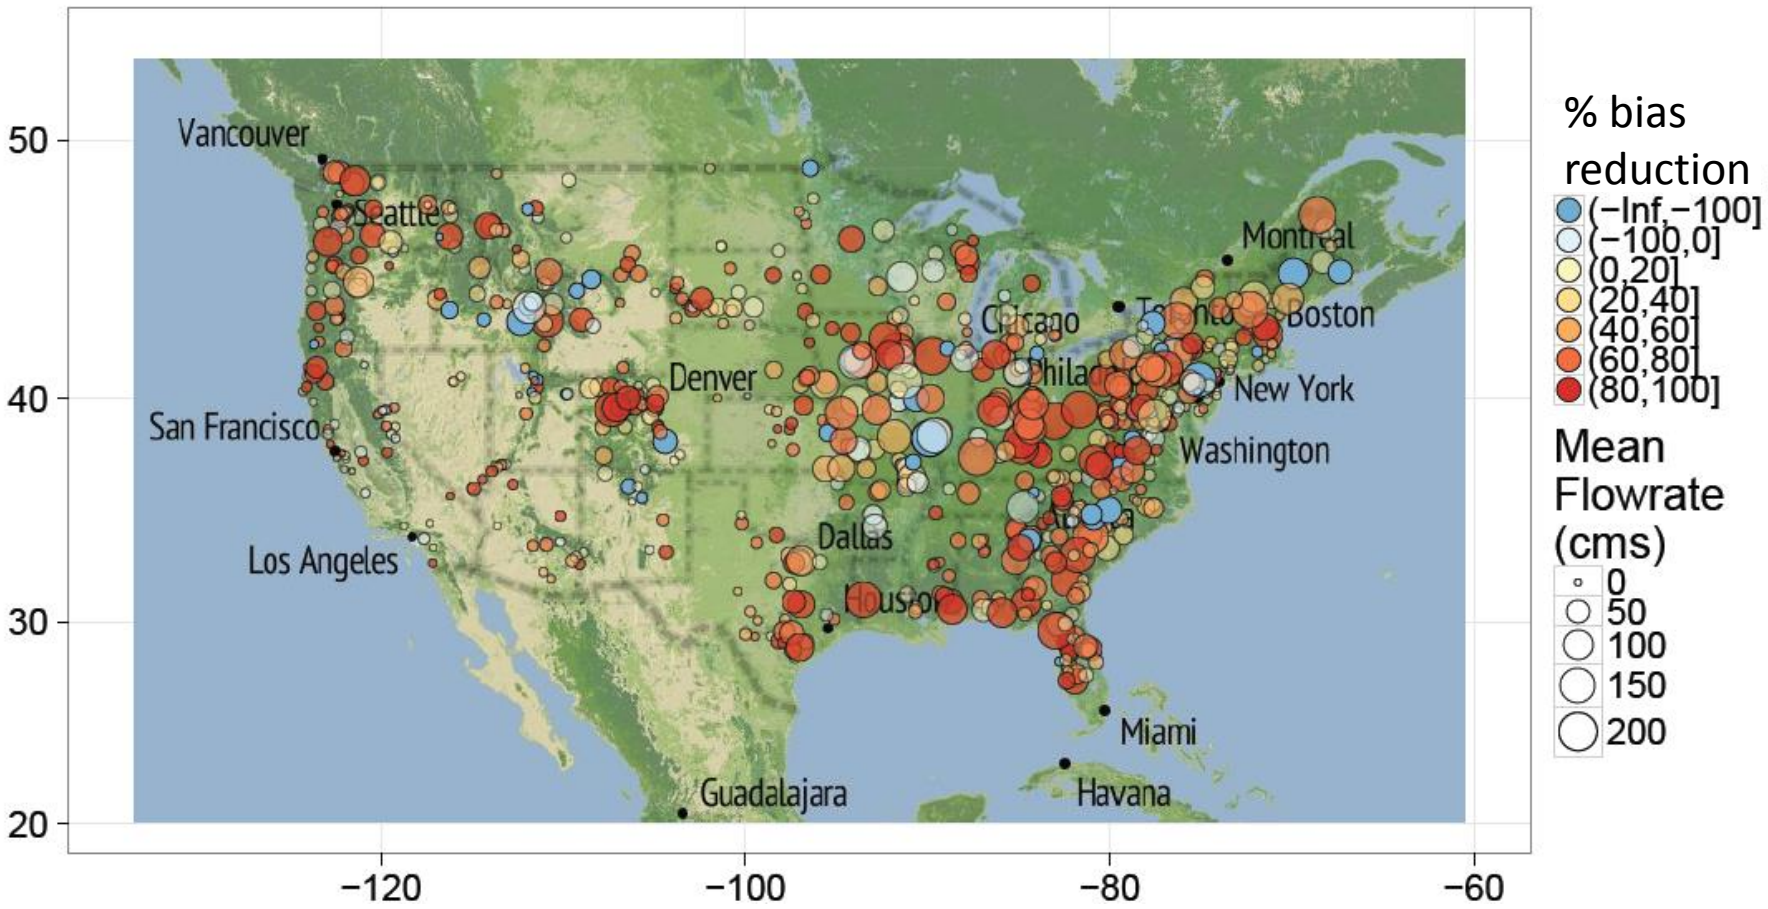 50
40
30
20
−120
−100
−80
−60
Vancouver
Seattle
Montreal
Toronto
Boston
Chicago
Denver
New York
San Francisco
Washington
Dallas
Los Angeles
Houston
Miami
Guadalajara
Havana
% bias
reduction
(−Inf,−100]
(−100,0]
(0,20]
(20,40]
(40,60]
(60,80]
(80,100]
Mean
Flowrate
(cms)
0
50
100
150
200